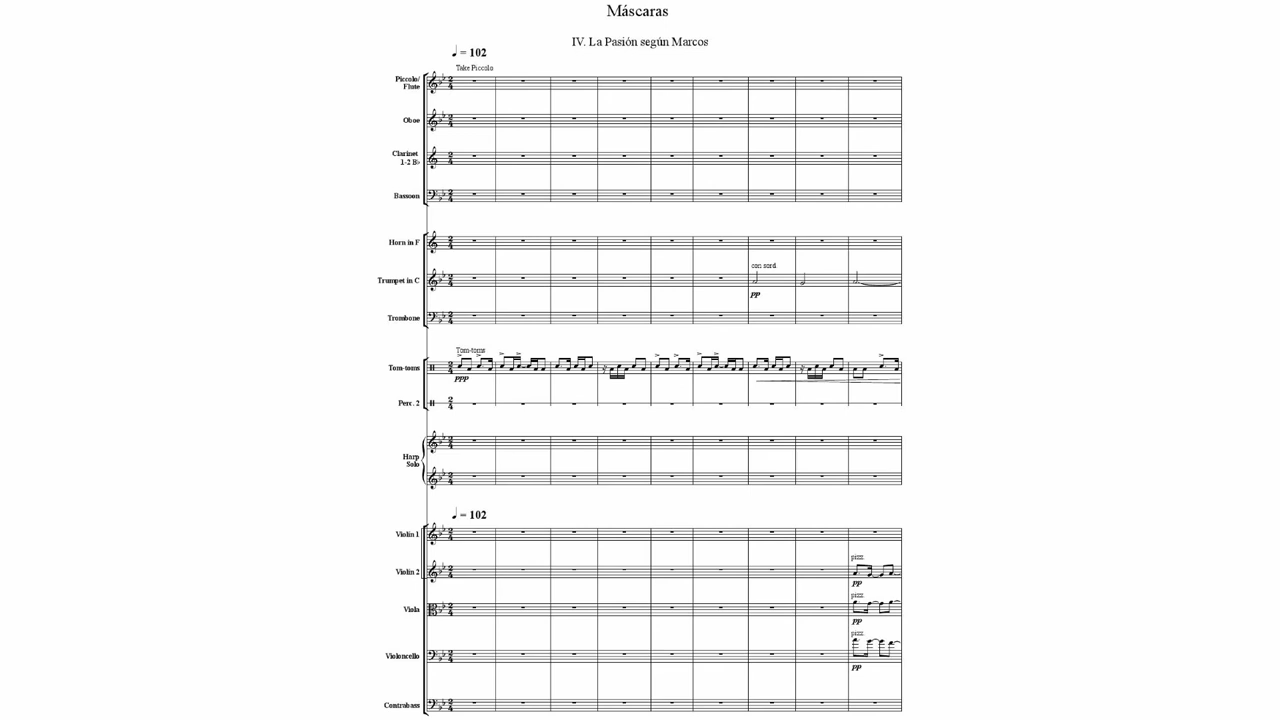 Máscaras
IV. La Pasión según Marcos
♩ = 102
Take Piccolo
Piccolo/
Flute
Oboe
Clarinet
1-2 B♭
Bassoon
Horn in F
con sord.
Trumpet in C
pp
Trombone
Tom-toms
Tom-toms
ppp
Perc. 2
Harp
Solo
♩ = 102
Violin 1
pizz.
Violin 2
pp
pizz.
Viola
pp
pizz.
Violoncello
pp
Contrabass